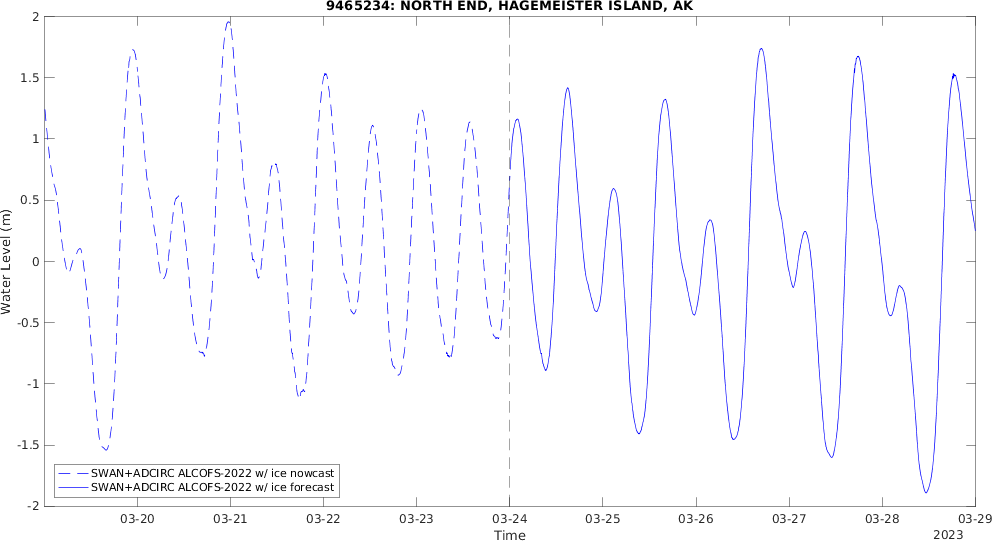 9465234: NORTH END, HAGEMEISTER ISLAND, AK
2
1.5
1
0.5
0
-0.5
-1
-1.5
-2
Water Level (m)
SWAN+ADCIRC ALCOFS-2022 w/ ice nowcast
SWAN+ADCIRC ALCOFS-2022 w/ ice forecast
03-20 03-21 03-22 03-23 03-24 03-25 03-26 03-27 03-28 03-29
Time
2023